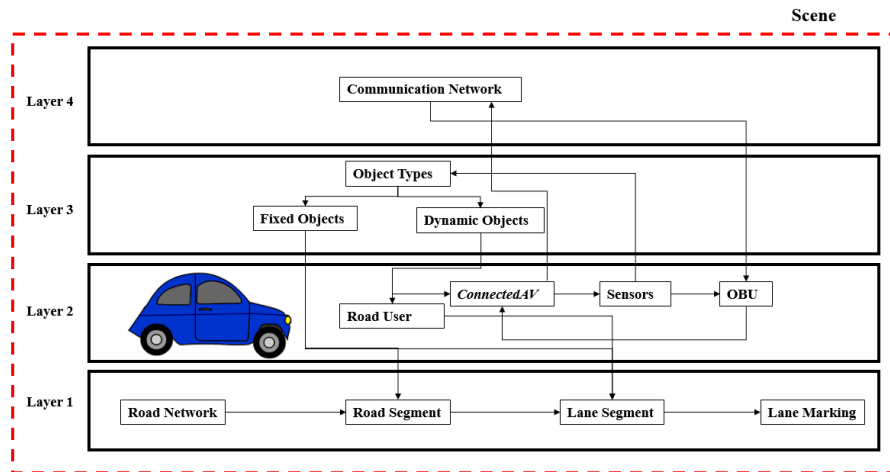 Scene
Layer 4
Communication Network
Layer 3
Object Types
Fixed Objects
Dynamic Objects
Layer 2
ConnectedAV
Sensors
OBU
Road User
Layer 1
Road Network
Road Segment
Lane Segment
Lane Marking